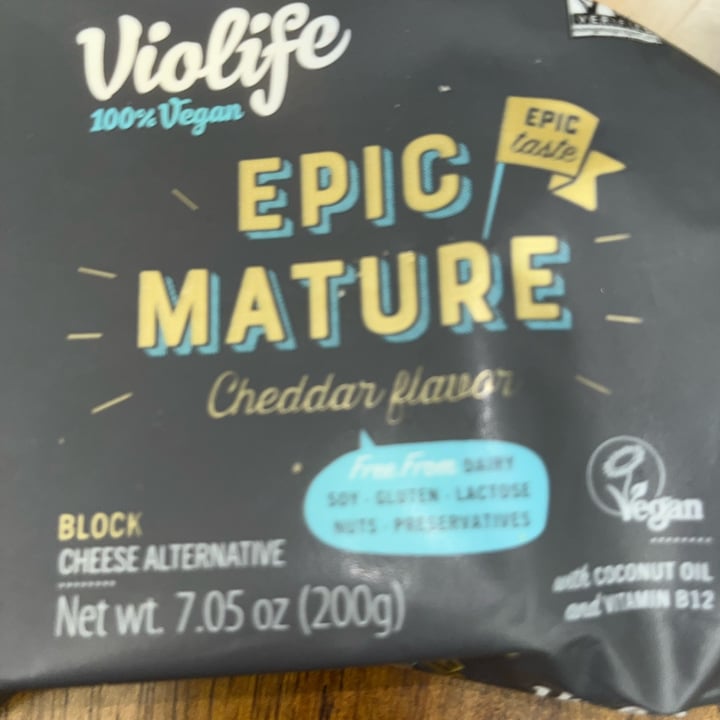 Violife
100% Vegan
EPIC
taste
EPIC
MATURE
Cheddar flavor
Free From DAIRY
SOY · GLUTEN · LACTOSE
NUTS · PRESERVATIVES
BLOCK
CHEESE ALTERNATIVE
Net wt. 7.05 oz (200g)
Vegan
with COCONUT OIL
and VITAMIN B12